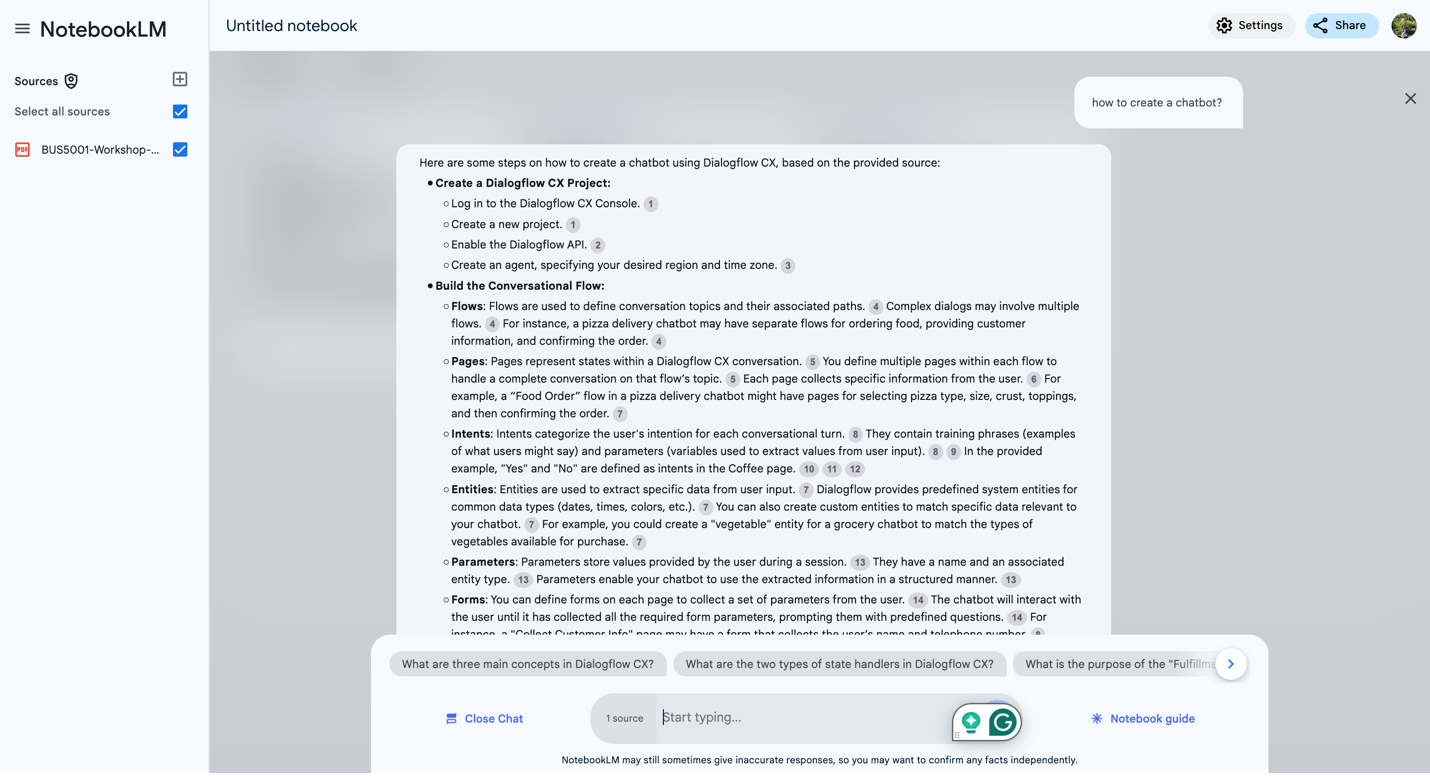 NotebookLM
Untitled notebook
Settings
Share
Sources
Select all sources
PDF
BUS5001-Workshop-...
how to create a chatbot?
Here are some steps on how to create a chatbot using Dialogflow CX, based on the provided source:
• Create a Dialogflow CX Project:
○ Log in to the Dialogflow CX Console. 1
○ Create a new project. 1
○ Enable the Dialogflow API. 2
○ Create an agent, specifying your desired region and time zone. 3
• Build the Conversational Flow:
○ Flows: Flows are used to define conversation topics and their associated paths. 4 Complex dialogs may involve multiple
flows. 4 For instance, a pizza delivery chatbot may have separate flows for ordering food, providing customer
information, and confirming the order. 4
○ Pages: Pages represent states within a Dialogflow CX conversation. 5 You define multiple pages within each flow to
handle a complete conversation on that flow’s topic. 5 Each page collects specific information from the user. 6 For
example, a “Food Order” flow in a pizza delivery chatbot might have pages for selecting pizza type, size, crust, toppings,
and then confirming the order. 7
○ Intents: Intents categorize the user's intention for each conversational turn. 8 They contain training phrases (examples
of what users might say) and parameters (variables used to extract values from user input). 8 9 In the provided
example, "Yes" and "No" are defined as intents in the Coffee page. 10 11 12
○ Entities: Entities are used to extract specific data from user input. 7 Dialogflow provides predefined system entities for
common data types (dates, times, colors, etc.). 7 You can also create custom entities to match specific data relevant to
your chatbot. 7 For example, you could create a "vegetable" entity for a grocery chatbot to match the types of
vegetables available for purchase. 7
○ Parameters: Parameters store values provided by the user during a session. 13 They have a name and an associated
entity type. 13 Parameters enable your chatbot to use the extracted information in a structured manner. 13
○ Forms: You can define forms on each page to collect a set of parameters from the user. 14 The chatbot will interact with
the user until it has collected all the required form parameters, prompting them with predefined questions. 14 For
instance, a "Collect Customer Info" page may have a form that collects the user’s name and telephone number.
What are three main concepts in Dialogflow CX?
What are the two types of state handlers in Dialogflow CX?
What is the purpose of the "Fulfillme
Close Chat
1 source
Start typing...
Notebook guide
NotebookLM may still sometimes give inaccurate responses, so you may want to confirm any facts independently.